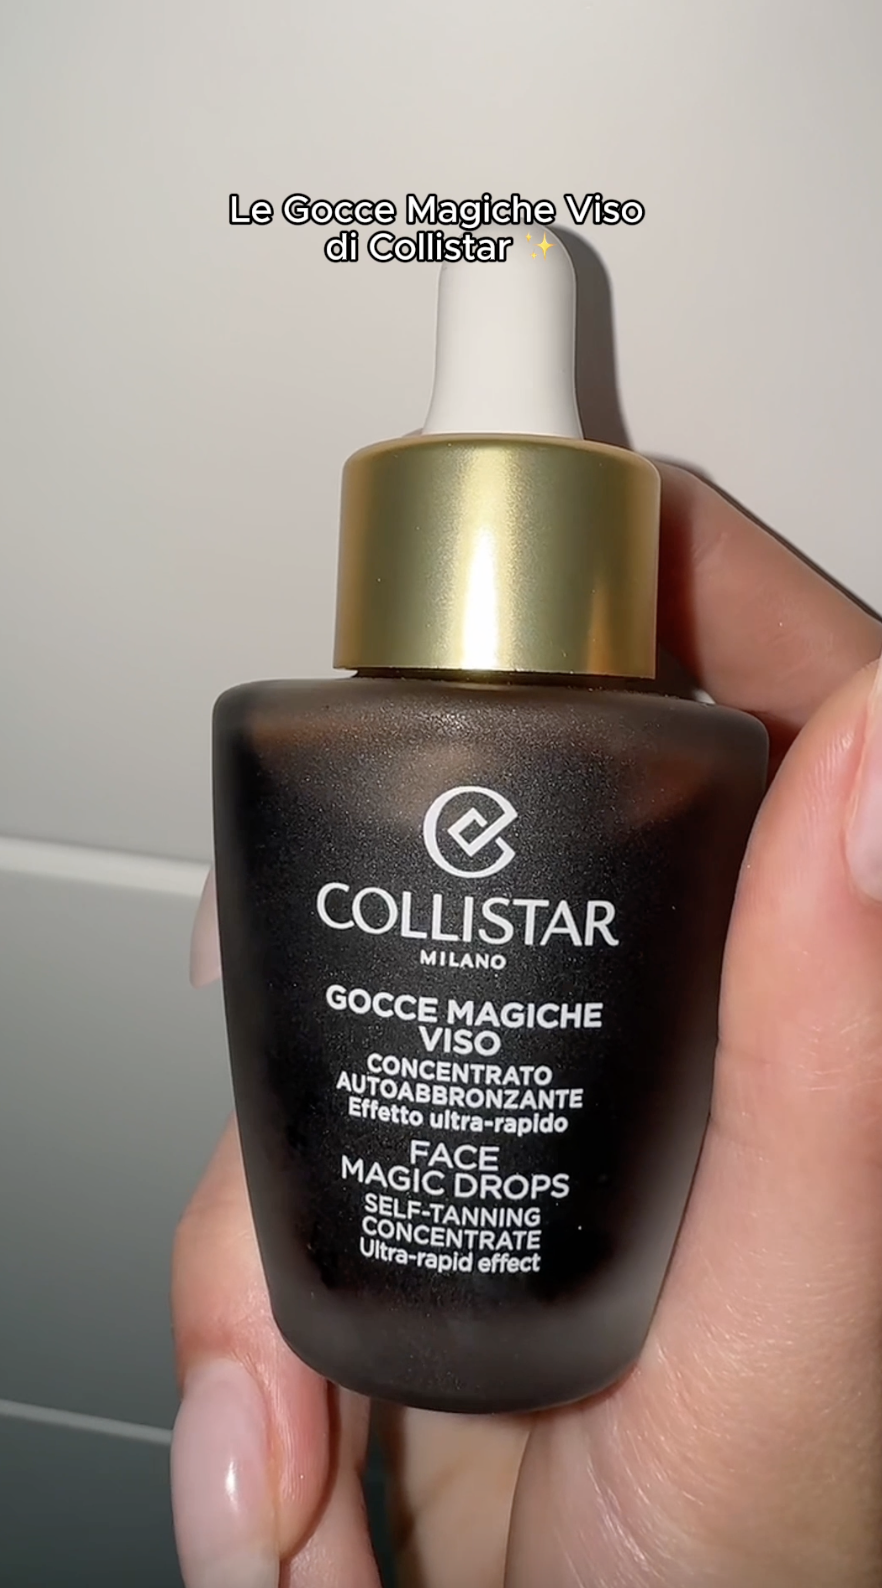 Le Gocce Magiche Viso
di Collistar ✨
COLLISTAR
MILANO
GOCCE MAGICHE
VISO
CONCENTRATO
AUTOABBRONZANTE
Effetto ultra-rapido
FACE
MAGIC DROPS
SELF-TANNING
CONCENTRATE
Ultra-rapid effect